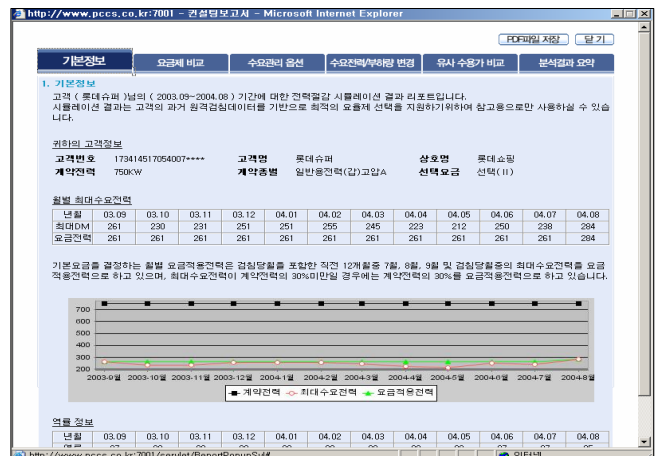 http://www.pccs.co.kr:7001 - 컨설팅보고서 - Microsoft Internet Explorer
PDF파일 저장 닫기
기본정보 요금제 비교 수요관리 옵션 수요전력/부하량 변경 유사 수용가 비교 분석결과 요약
1. 기본정보
고객 ( 롯데슈퍼 )님의 ( 2003.09~2004.08 ) 기간에 대한 전력절감 시뮬레이션 결과 리포트입니다.
시뮬레이션 결과는 고객의 과거 원격검침데이터를 기반으로 최적의 요율제 선택을 지원하기위하여 참고용으로만 사용하실 수 있습
니다.
귀하의 고객정보
고객번호 173414517054007**** 고객명 롯데슈퍼 상호명 롯데쇼핑
계약전력 750KW 계약종별 일반용전력(갑)고압A 선택요금 선택(II)
월별 최대수요전력
년월 03.09 03.10 03.11 03.12 04.01 04.02 04.03 04.04 04.05 04.06 04.07 04.08
최대DM 261 230 231 251 251 255 245 223 212 250 238 284
요금전력 261 261 261 261 261 261 261 261 261 261 261 284
기본요금를 결정하는 월별 요금적용전력은 검침당월을 포함한 직전 12개월중 7월, 8월, 9월 및 검침당월중의 최대수요전력을 요금
적용전력으로 하고 있으며, 최대수요전력이 계약전력의 30%미만일 경우에는 계약전력의 30%를 요금적용전력으로 하고 있습니다.
700
600
500
400
300
200
2003-9월 2003-10월 2003-11월 2003-12월 2004-1월 2004-2월 2004-3월 2004-4월 2004-5월 2004-6월 2004-7월 2004-8월
계약전력 최대수요전력 요금적용전력
역률 정보
년월 03.09 03.10 03.11 03.12 04.01 04.02 04.03 04.04 04.05 04.06 04.07 04.08
http://www.pccs.co.kr:7001/servlet/ReportPopupSvl#
인터넷